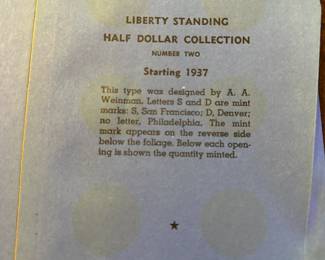 LIBERTY STANDING
HALF DOLLAR COLLECTION
NUMBER TWO
Starting 1937
This type was designed by A. A.
Weinman. Letters S and D are mint
marks: S, San Francisco; D, Denver;
no letter, Philadelphia. The mint
mark appears on the reverse side
below the foliage. Below each open-
ing is shown the quantity minted.